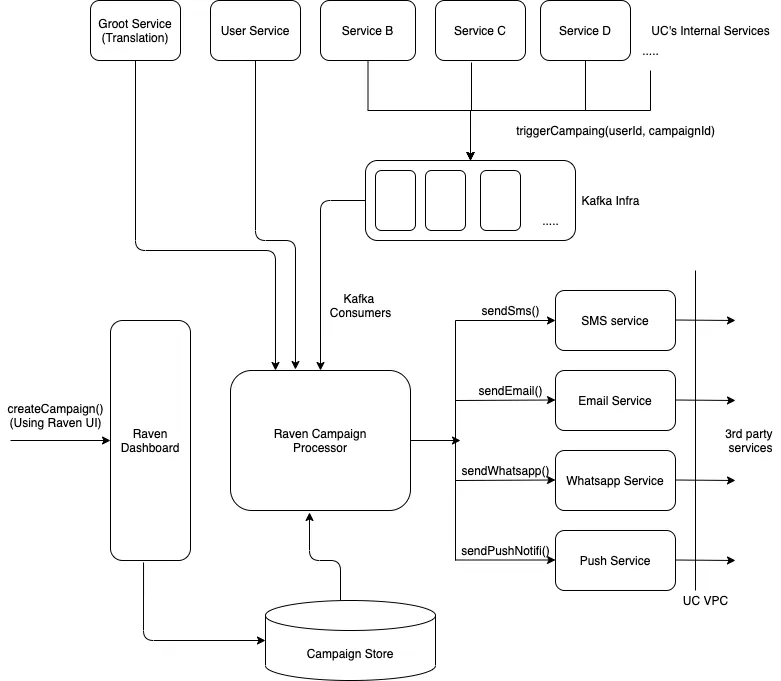 Groot Service
(Translation)
User Service
Service B
Service C
Service D
UC's Internal Services
.....
triggerCampaing(userId, campaignId)
Kafka Infra
.....
Kafka
Consumers
sendSms()
SMS service
createCampaign()
(Using Raven UI)
Raven
Dashboard
Raven Campaign
Processor
sendEmail()
Email Service
3rd party
services
sendWhatsapp()
Whatsapp Service
sendPushNotifi()
Push Service
UC VPC
Campaign Store